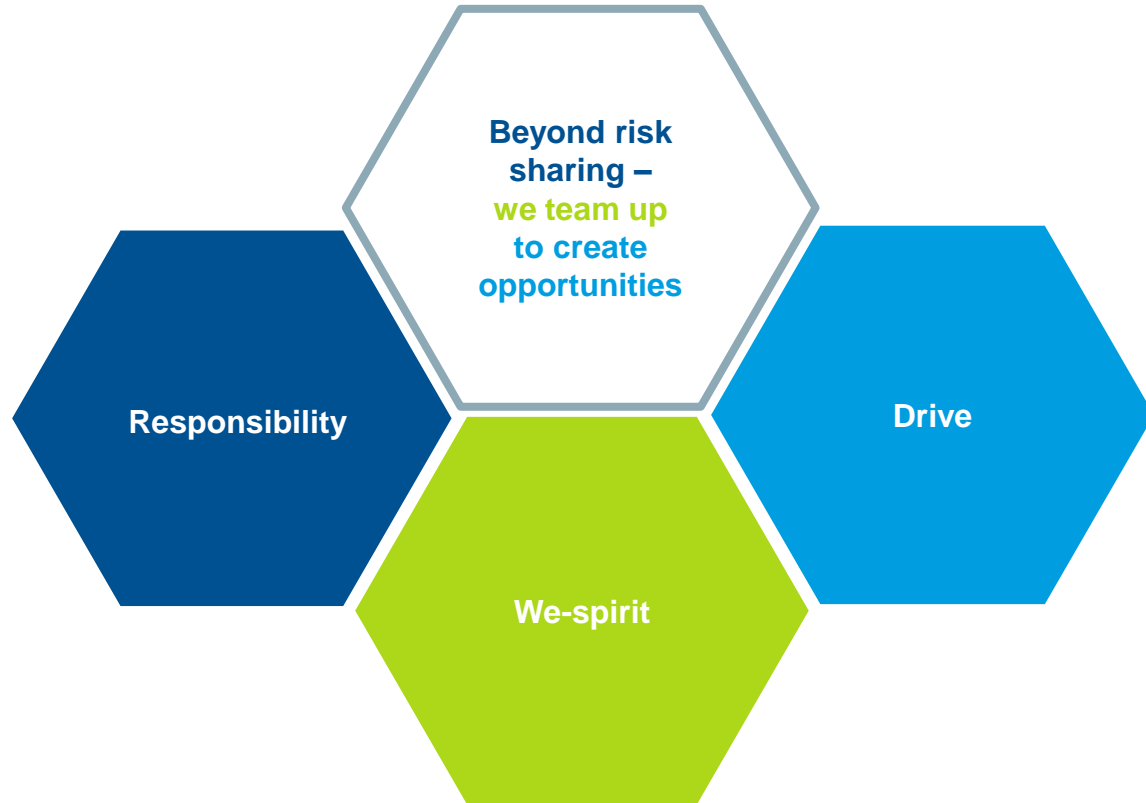 Beyond risk
sharing –
we team up
to create
opportunities
Responsibility
Drive
We-spirit